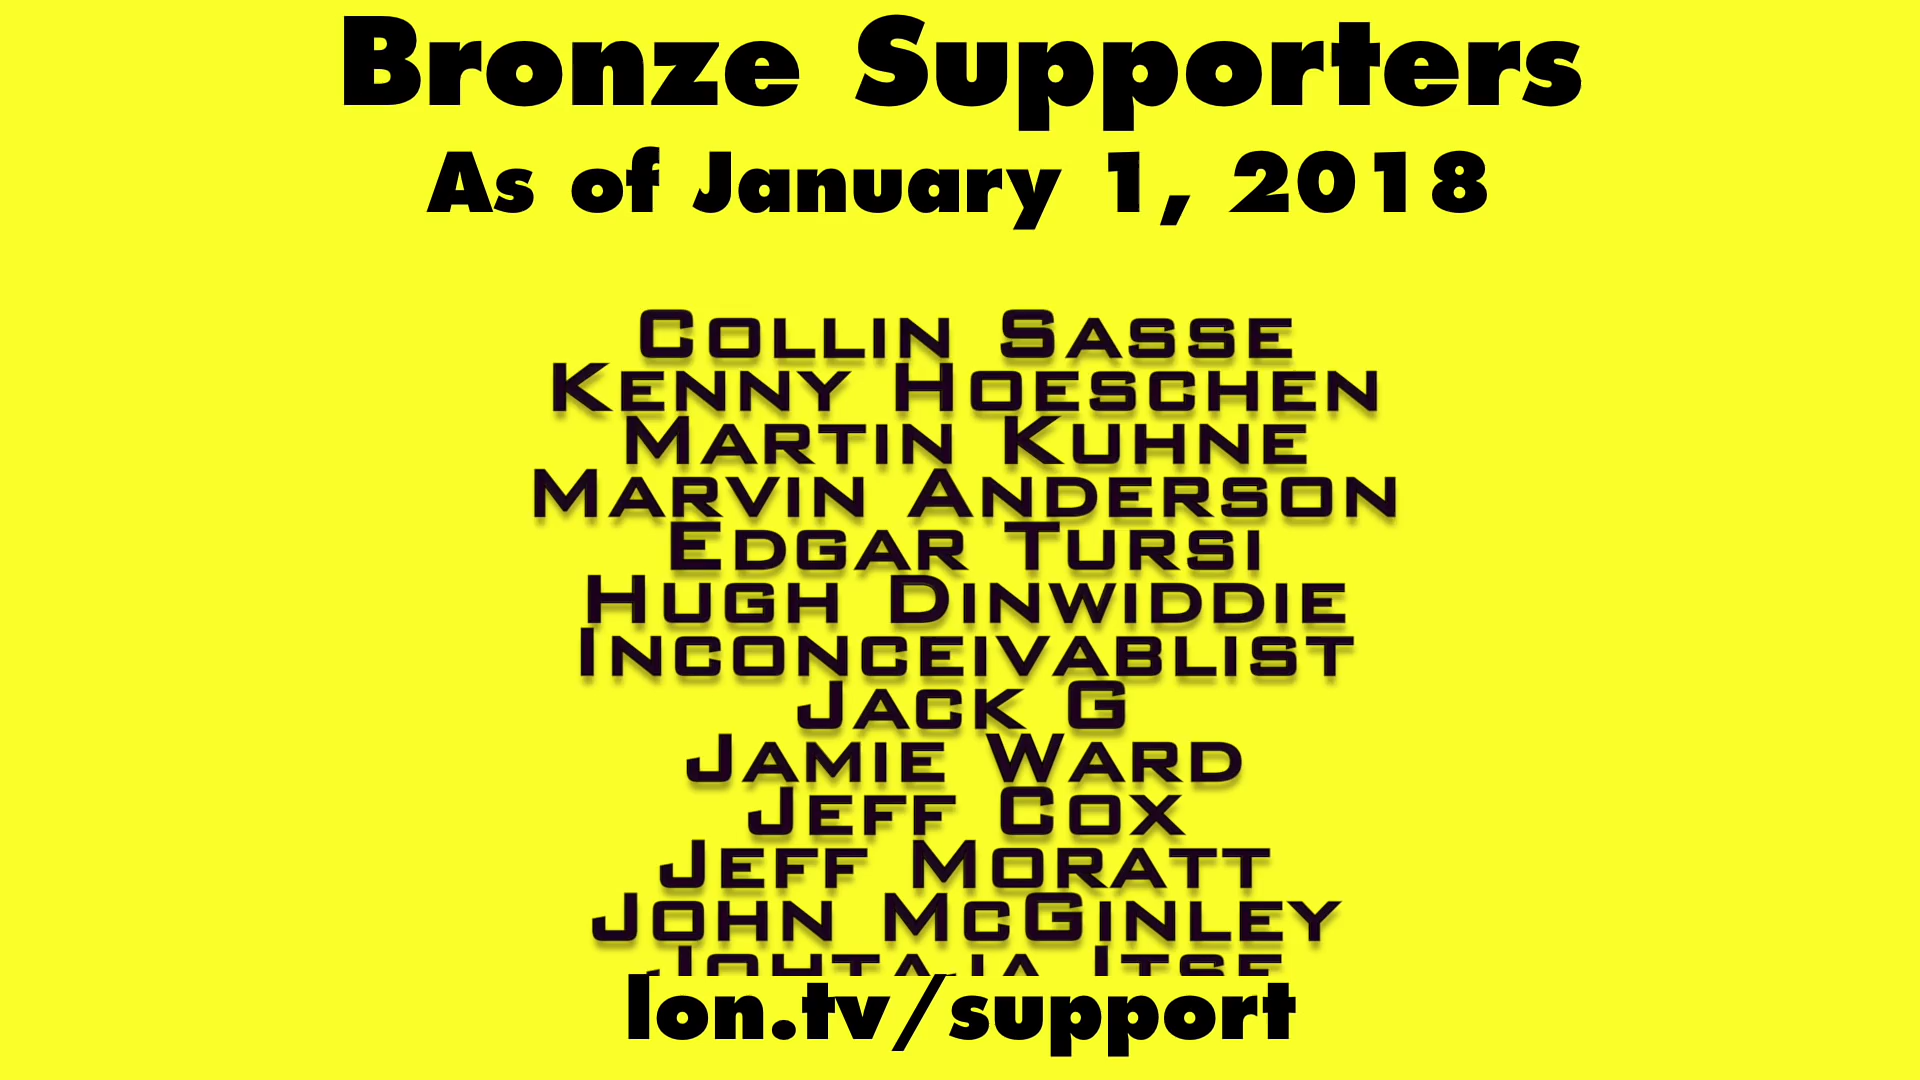 Bronze Supporters
As of January 1, 2018
Collin Sasse
Kenny Hoeschen
Martin Kuhne
Marvin Anderson
Edgar Tursi
Hugh Dinwiddie
Inconceivablist
Jack G
Jamie Ward
Jeff Cox
Jeff Moratt
John McGinley
lon.tv/support